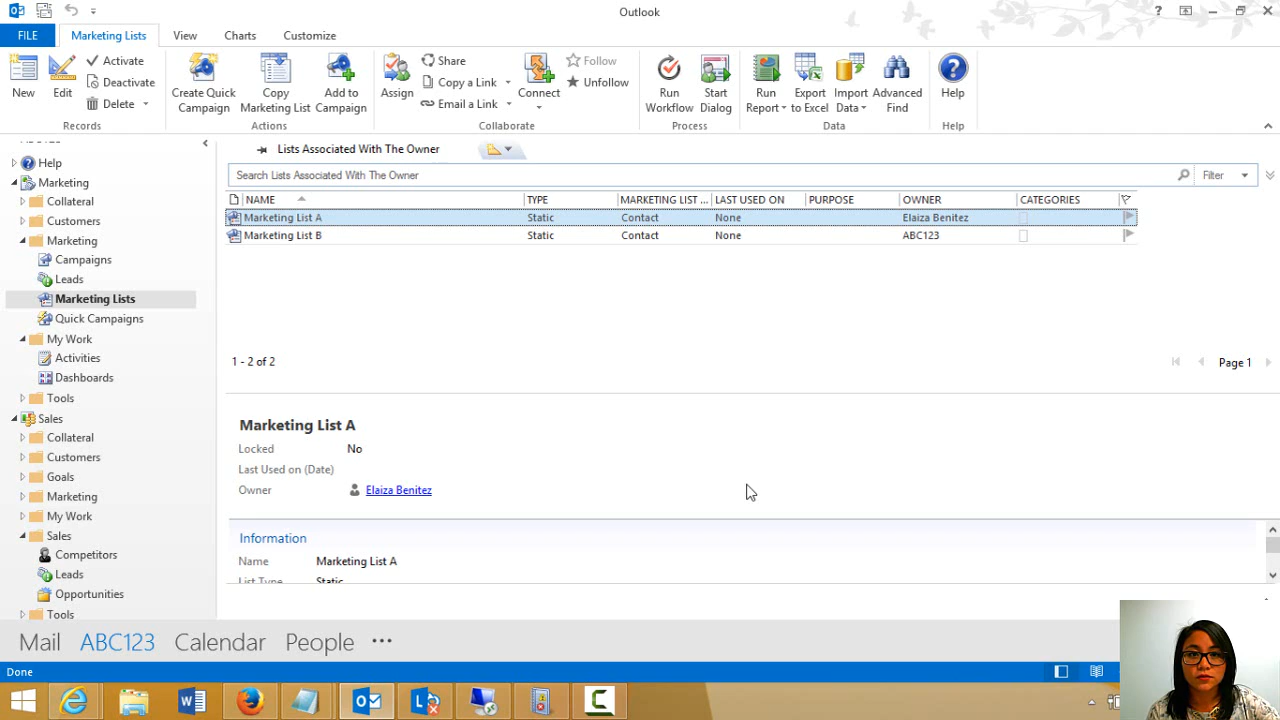 Outlook
?
FILE
Marketing Lists
View
Charts
Customize
New
Edit
Activate
Deactivate
Delete
Records
Create Quick
Campaign
Copy
Marketing List
Add to
Campaign
Actions
Assign
Share
Copy a Link
Email a Link
Connect
Follow
Unfollow
Collaborate
Run
Workflow
Start
Dialog
Process
Run
Report
Export
to Excel
Import
Data
Advanced
Find
Data
Help
Help
Lists Associated With The Owner
Search Lists Associated With The Owner
Filter
Help
Marketing
Collateral
Customers
Marketing
Campaigns
Leads
Marketing Lists
Quick Campaigns
My Work
Activities
Dashboards
Tools
Sales
Collateral
Customers
Goals
Marketing
My Work
Sales
Competitors
Leads
Opportunities
Tools
NAME TYPE MARKETING LIST ... LAST USED ON PURPOSE OWNER CATEGORIES
Marketing List A Static Contact None Elaiza Benitez
Marketing List B Static Contact None ABC123
1 - 2 of 2
Page 1
Marketing List A
Locked No
Last Used on (Date)
Owner Elaiza Benitez
Information
Name Marketing List A
List Type Static
Mail ABC123 Calendar People •••
Done